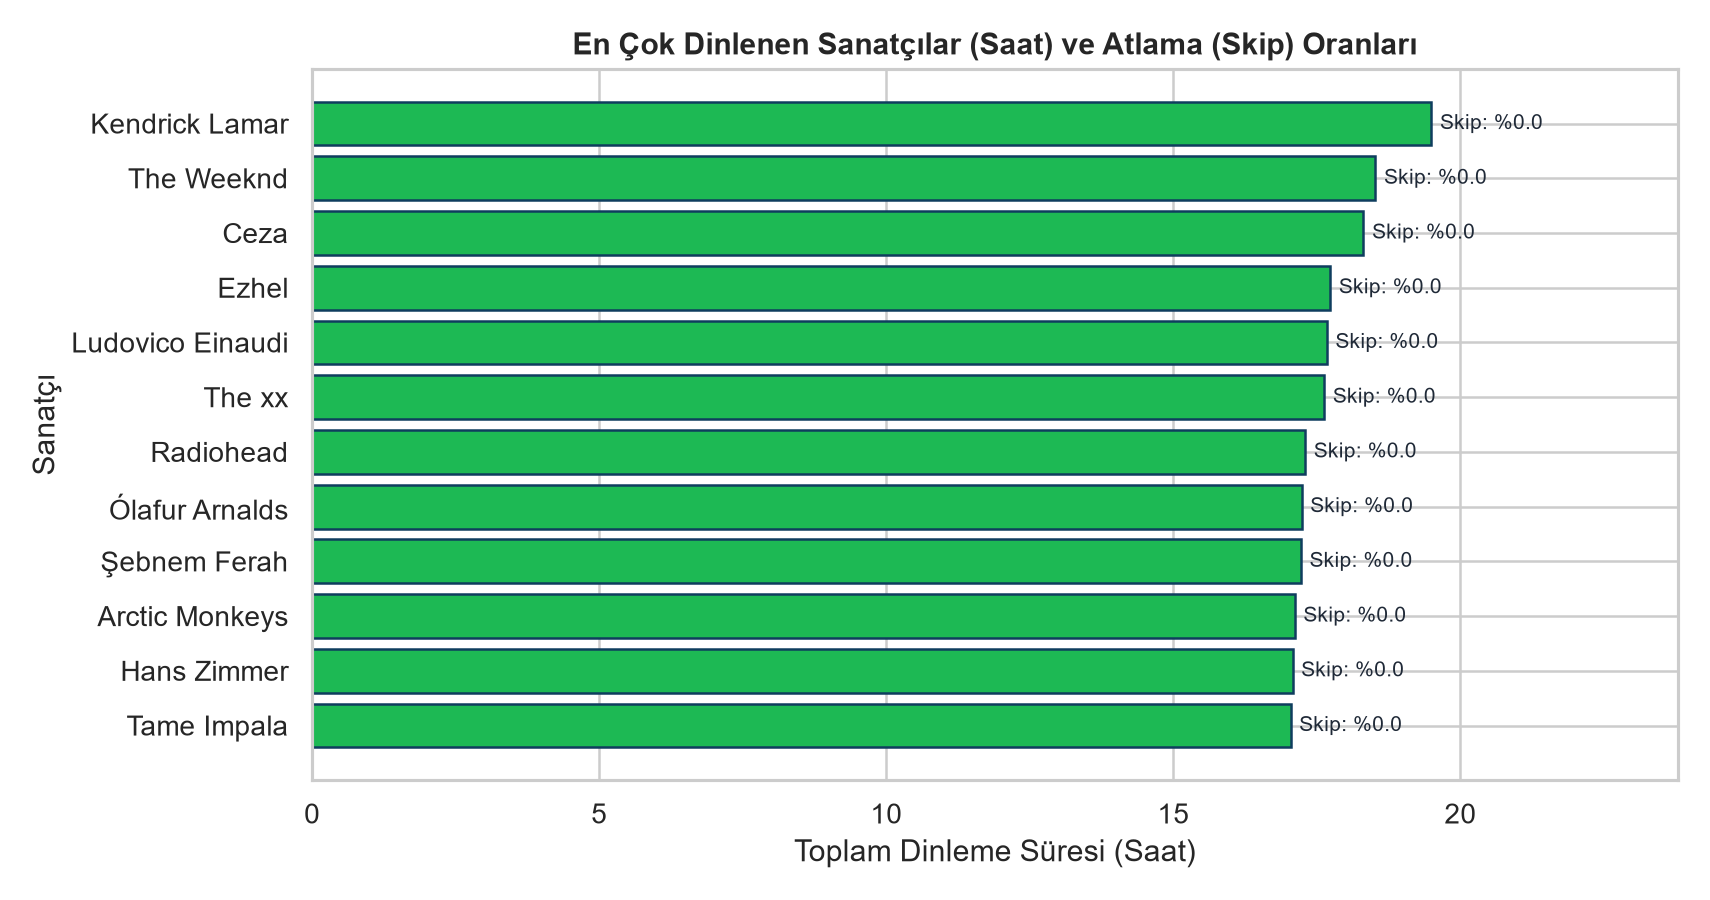 En Çok Dinlenen Sanatçılar (Saat) ve Atlama (Skip) Oranları
Sanatçı
Kendrick Lamar Skip: %0.0
The Weeknd Skip: %0.0
Ceza Skip: %0.0
Ezhel Skip: %0.0
Ludovico Einaudi Skip: %0.0
The xx Skip: %0.0
Radiohead Skip: %0.0
Ólafur Arnalds Skip: %0.0
Şebnem Ferah Skip: %0.0
Arctic Monkeys Skip: %0.0
Hans Zimmer Skip: %0.0
Tame Impala Skip: %0.0
0 5 10 15 20
Toplam Dinleme Süresi (Saat)